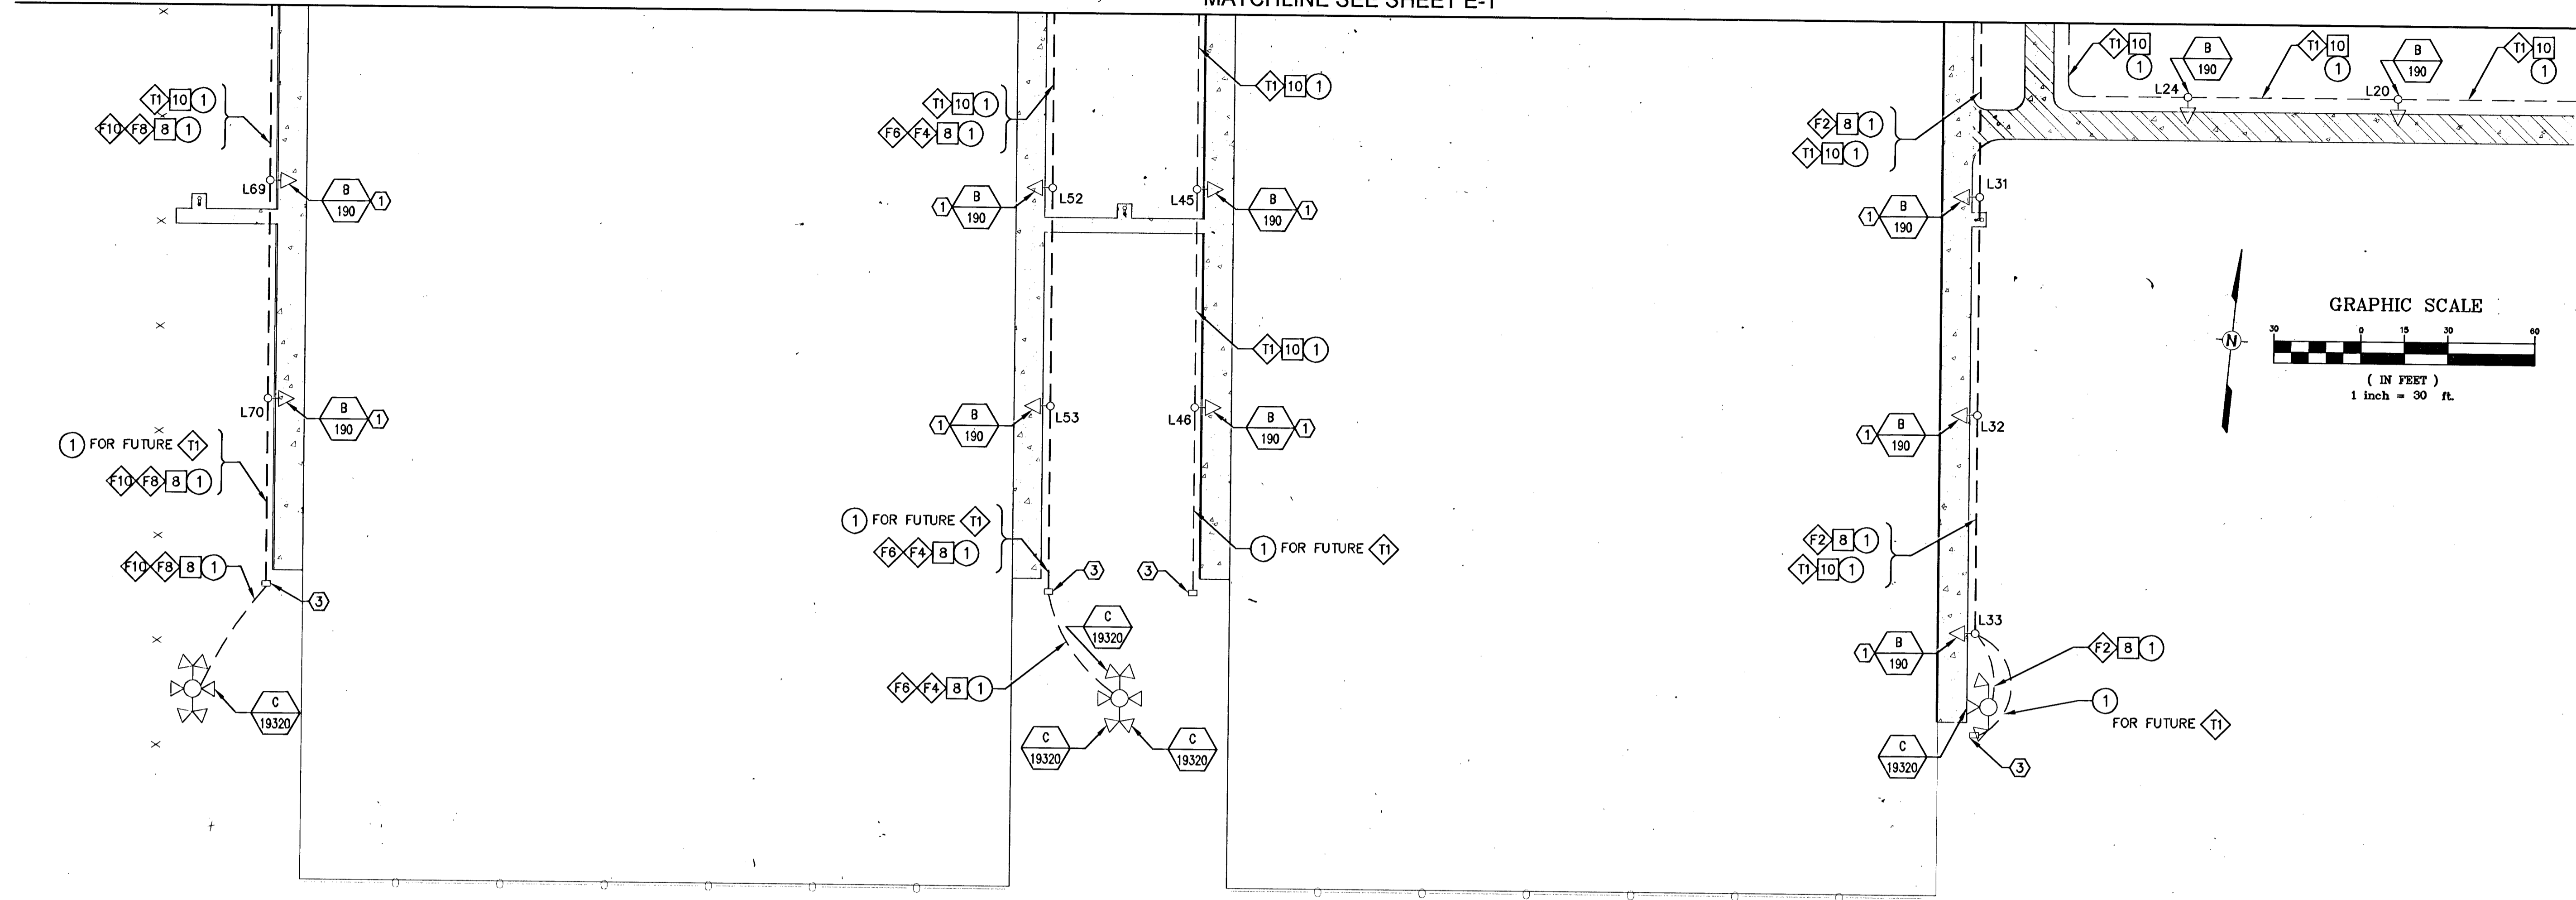 MATCHLINE SEE SHEET E-1
T1 10 1
F10 F8 8 1
L69
B
190
1
L70
B
190
1
1 FOR FUTURE T1
F10 F8 8 1
F10 F8 8 1
3
C
19320
T1 10 1
F6 F4 8 1
1
B
190
L52
T1 10 1
L45
B
190
1
1
B
190
L53
T1 10 1
L46
B
190
1
1 FOR FUTURE T1
F6 F4 8 1
3
3
1 FOR FUTURE T1
C
19320
F6 F4 8 1
C
19320
C
19320
F2 8 1
T1 10 1
T1 10
1
B
190
L24
T1 10
1
B
190
L20
T1 10
1
L31
1
B
190
1
B
190
L32
F2 8 1
T1 10 1
L33
1
B
190
F2 8 1
1
FOR FUTURE T1
C
19320
3
N
GRAPHIC SCALE
30 0 15 30 60
( IN FEET )
1 inch = 30 ft.